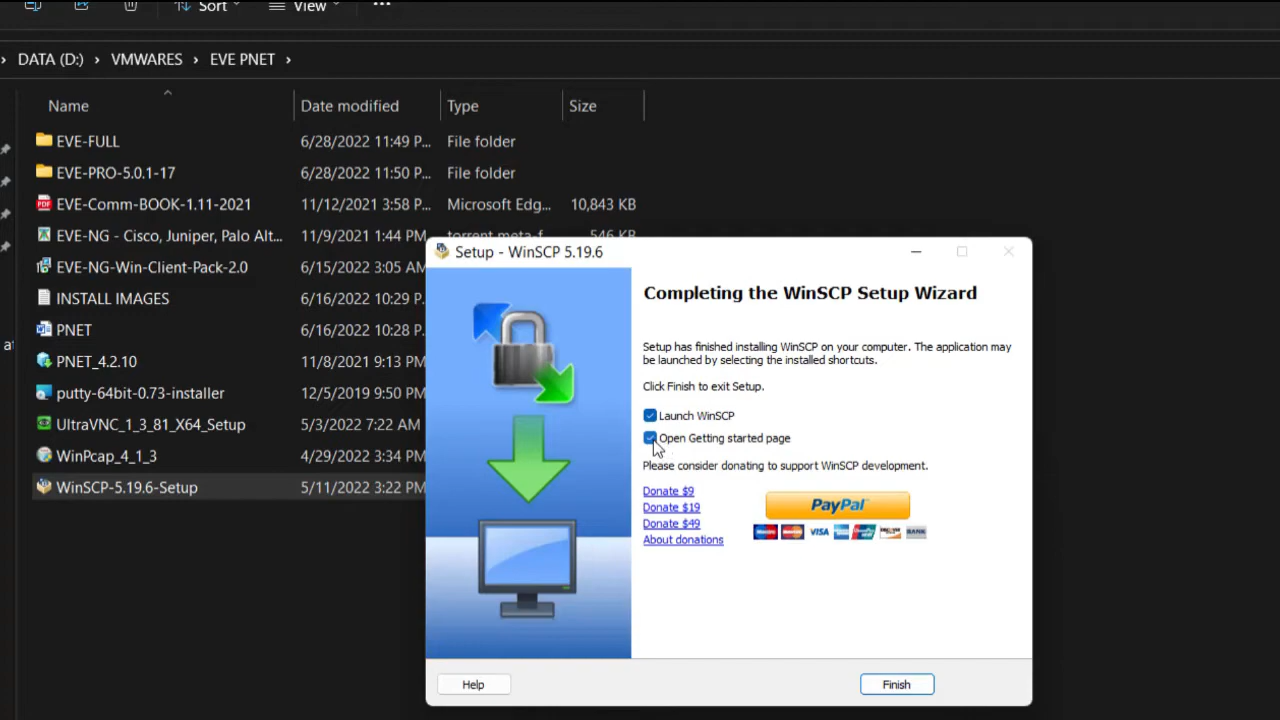 Sort
View
DATA (D:) › VMWARES › EVE PNET ›
Name Date modified Type Size
EVE-FULL 6/28/2022 11:49 P... File folder
EVE-PRO-5.0.1-17 6/28/2022 11:50 P... File folder
EVE-Comm-BOOK-1.11-2021 11/12/2021 3:58 P... Microsoft Edg... 10,843 KB
EVE-NG - Cisco, Juniper, Palo Alt... 11/9/2021 1:44 PM torrent meta-f... 546 KB
EVE-NG-Win-Client-Pack-2.0 6/15/2022 3:05 AM
INSTALL IMAGES 6/16/2022 10:29 P...
PNET 6/16/2022 10:28 P...
PNET_4.2.10 11/8/2021 9:13 PM
putty-64bit-0.73-installer 12/5/2019 9:50 PM
UltraVNC_1_3_81_X64_Setup 5/3/2022 7:22 AM
WinPcap_4_1_3 4/29/2022 3:34 PM
WinSCP-5.19.6-Setup 5/11/2022 3:22 PM
Setup - WinSCP 5.19.6
Completing the WinSCP Setup Wizard
Setup has finished installing WinSCP on your computer. The application may
be launched by selecting the installed shortcuts.
Click Finish to exit Setup.
Launch WinSCP
Open Getting started page
Please consider donating to support WinSCP development.
Donate $9
Donate $19
Donate $49
About donations
PayPal
VISA
Help
Finish